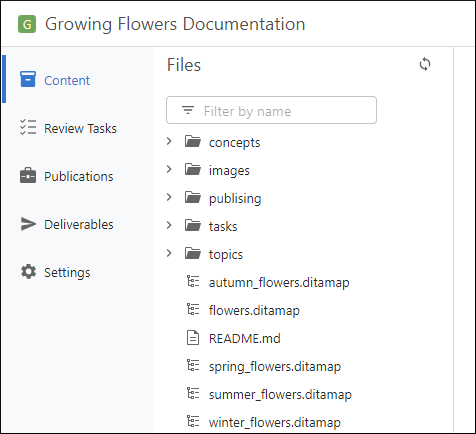 G Growing Flowers Documentation
Content
Review Tasks
Publications
Deliverables
Settings
Files
Filter by name
concepts
images
publising
tasks
topics
autumn_flowers.ditamap
flowers.ditamap
README.md
spring_flowers.ditamap
summer_flowers.ditamap
winter_flowers.ditamap